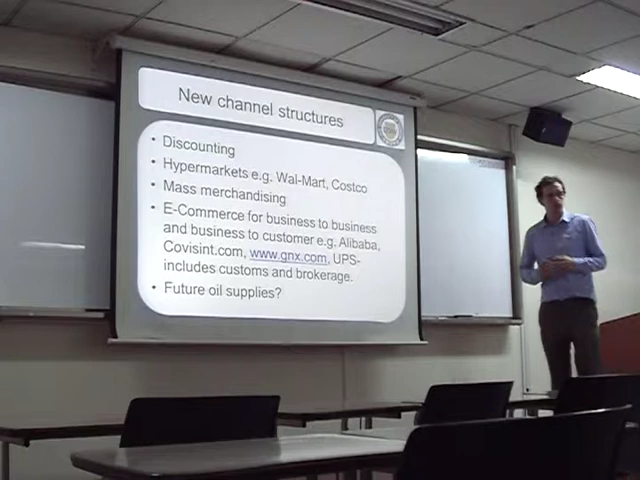 New channel structures
• Discounting
• Hypermarkets e.g. Wal-Mart, Costco
• Mass merchandising
• E-Commerce for business to business
and business to customer e.g. Alibaba,
Covisint.com, www.gnx.com, UPS-
includes customs and brokerage.
• Future oil supplies?